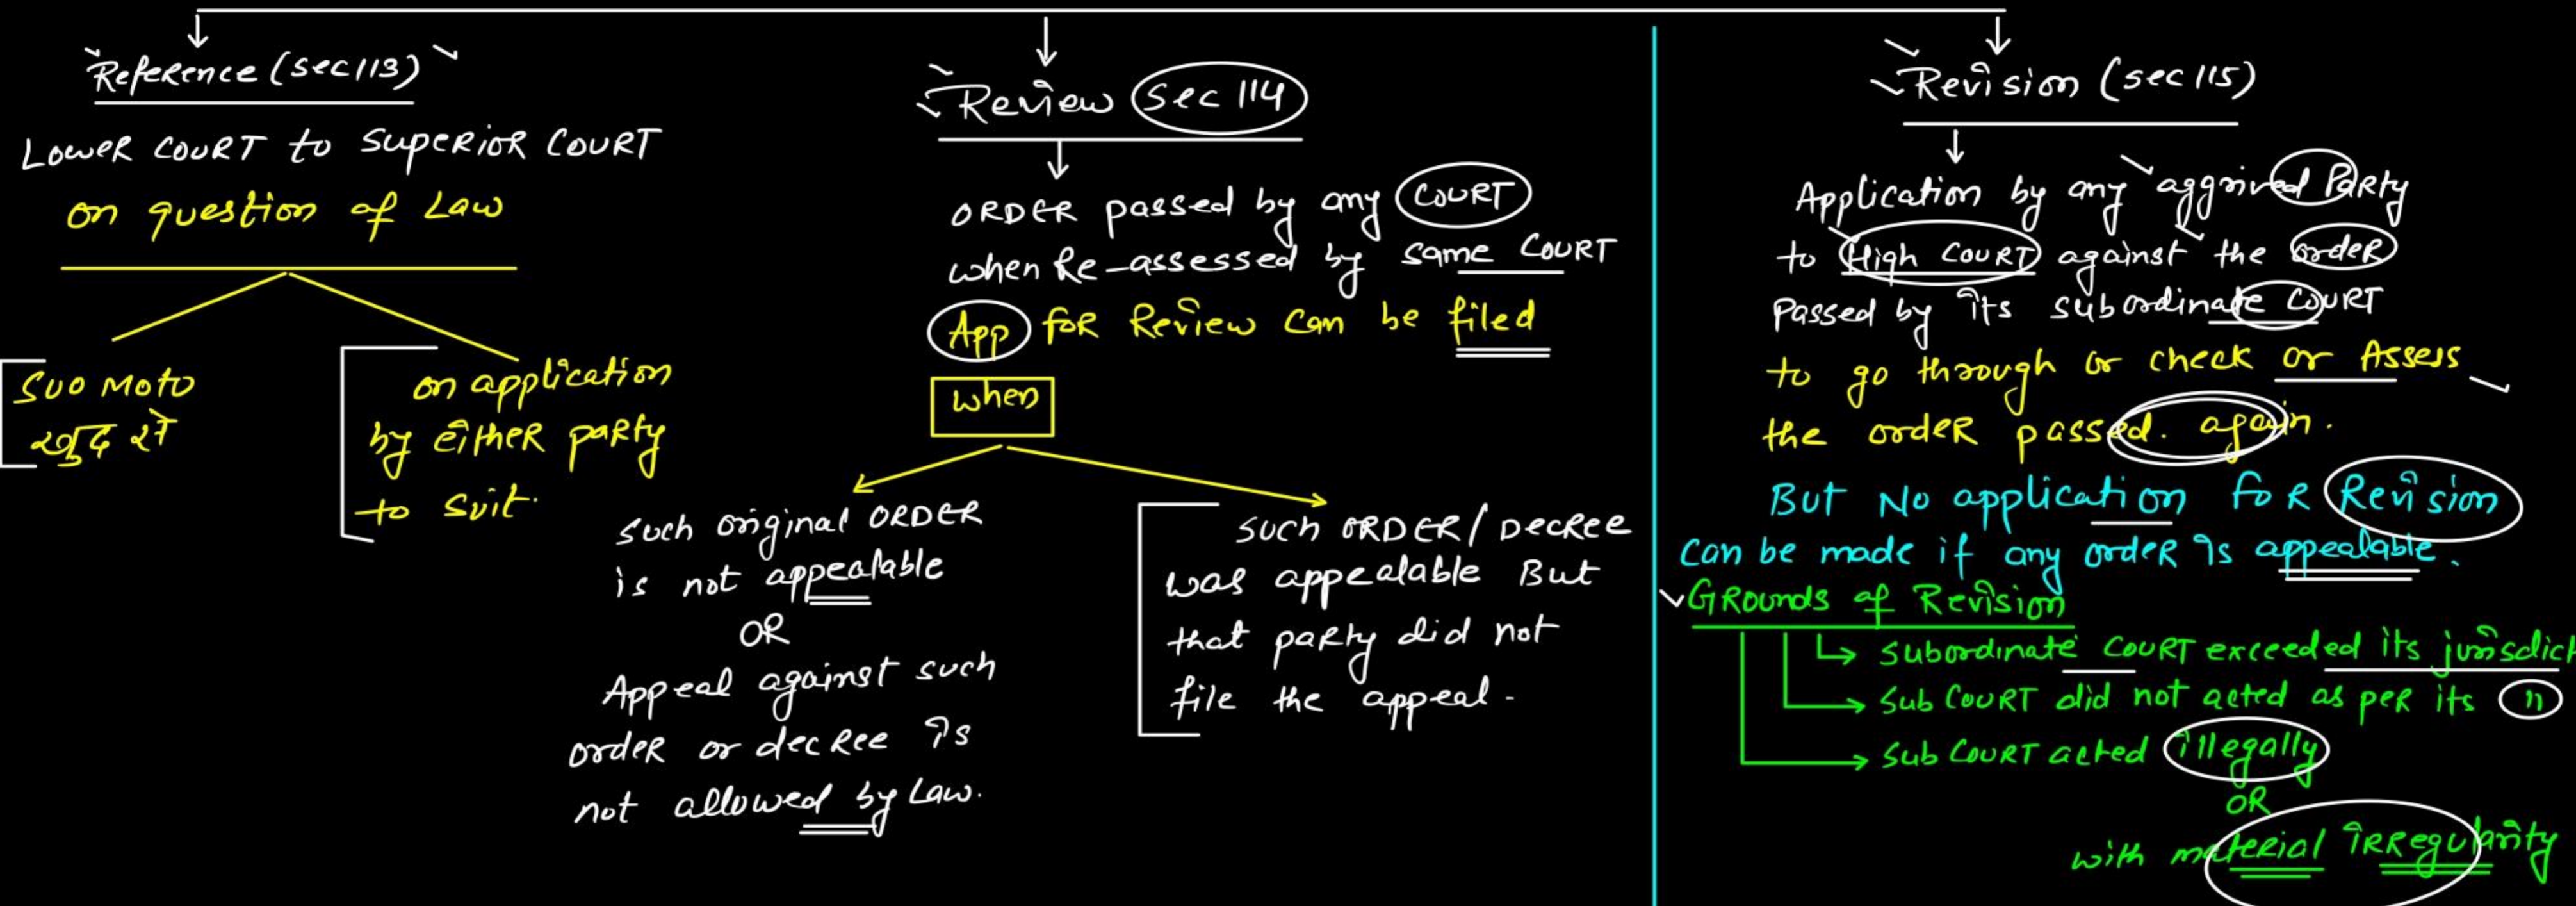 Reference (sec 113)
LOWER COURT to SUPERIOR COURT
on question of Law
SUO MOTO
खुद से
on application
by either party
to suit.
Review sec 114
ORDER passed by any COURT
when Re-assessed by same COURT
App for Review can be filed
when
such original ORDER
is not appealable
OR
Appeal against such
order or decree is
not allowed by Law.
such ORDER/DECREE
was appealable But
that party did not
file the appeal -
Revision (sec 115)
Application by any aggrived Party
to High COURT against the order
Passed by its subordinate COURT
to go through or check or Assess
the order passed. again.
But No application for Revision
can be made if any order is appealable.
Grounds of Revision
Subordinate COURT exceeded its jurisdict
Sub COURT did not acted as per its "
Sub COURT acted illegally
OR
with material irregularity